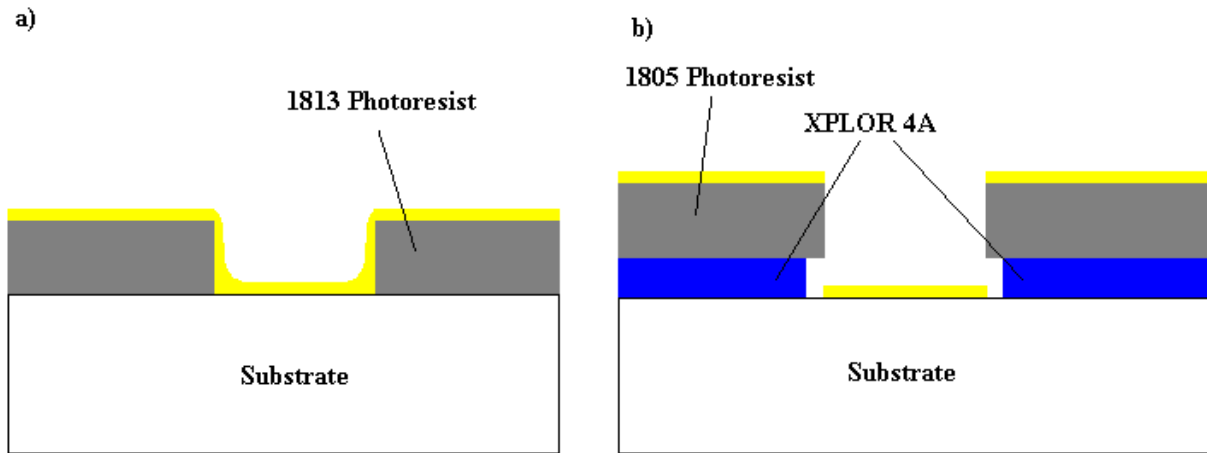 a)
1813 Photoresist
Substrate
b)
1805 Photoresist
XPLOR 4A
Substrate